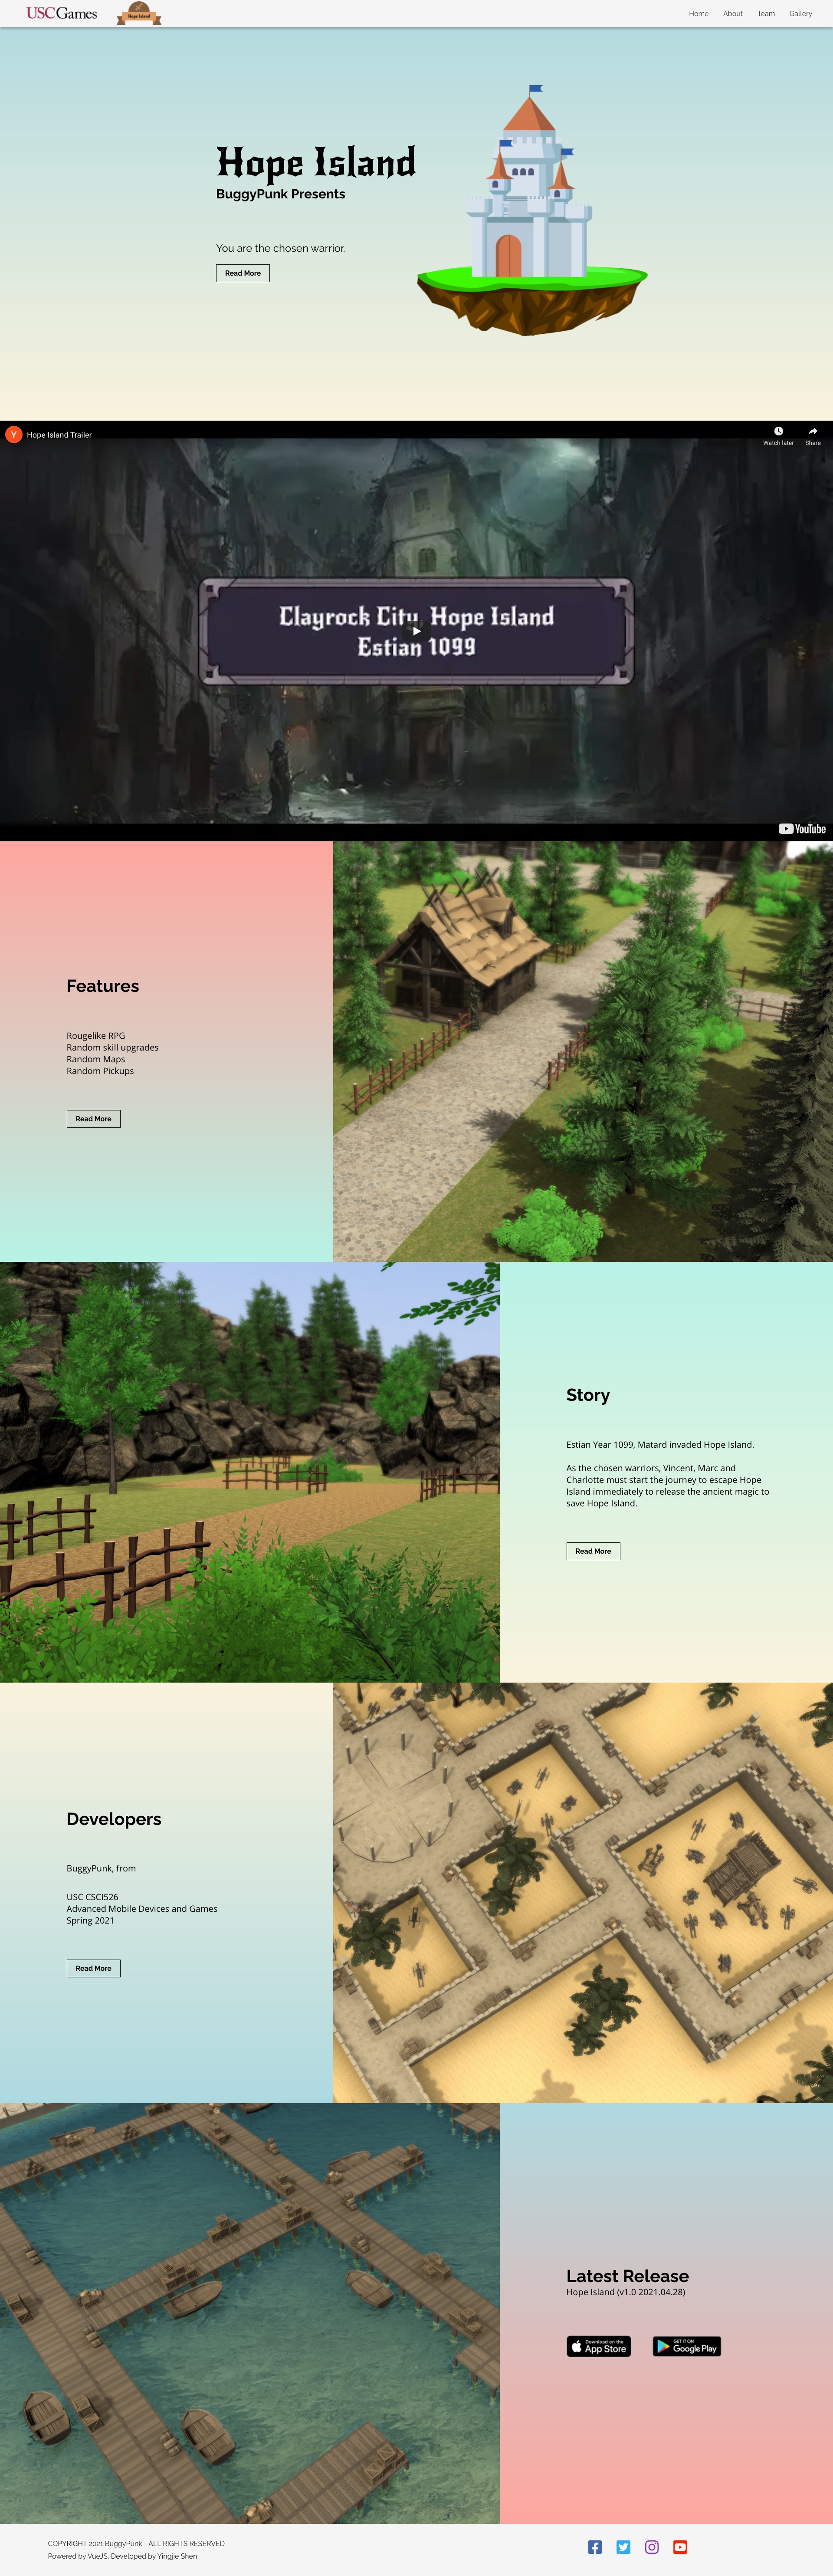 USCGames
Hope Island
Home
About
Team
Gallery
Hope Island
BuggyPunk Presents
You are the chosen warrior.
Read More
Y
Hope Island Trailer
Watch later
Share
Clayrock Hope Island
Estian 1099
YouTube
Features
Rougelike RPG
Random skill upgrades
Random Maps
Random Pickups
Read More
Story
Estian Year 1099, Matard invaded Hope Island.
As the chosen warriors, Vincent, Marc and
Charlotte must start the journey to escape Hope
Island immediately to release the ancient magic to
save Hope Island.
Read More
Developers
BuggyPunk, from
USC CSCI526
Advanced Mobile Devices and Games
Spring 2021
Read More
Latest Release
Hope Island (v1.0 2021.04.28)
Download on the
App Store
GET IT ON
Google Play
COPYRIGHT 2021 BuggyPunk - ALL RIGHTS RESERVED
Powered by VueJS, Developed by Yingjie Shen